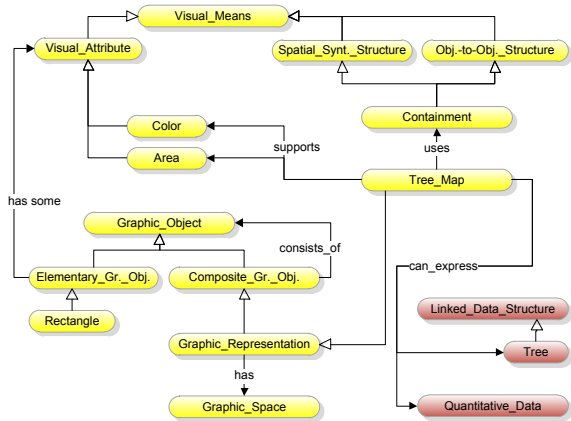 Visual_Means
Visual_Attribute
Spatial_Synt._Structure
Obj.-to-Obj._Structure
Color
Containment
supports
uses
Area
Tree_Map
has some
Graphic_Object
consists_of
can_express
Elementary_Gr._Obj.
Composite_Gr._Obj.
Linked_Data_Structure
Rectangle
Graphic_Representation
Tree
has
Graphic_Space
Quantitative_Data